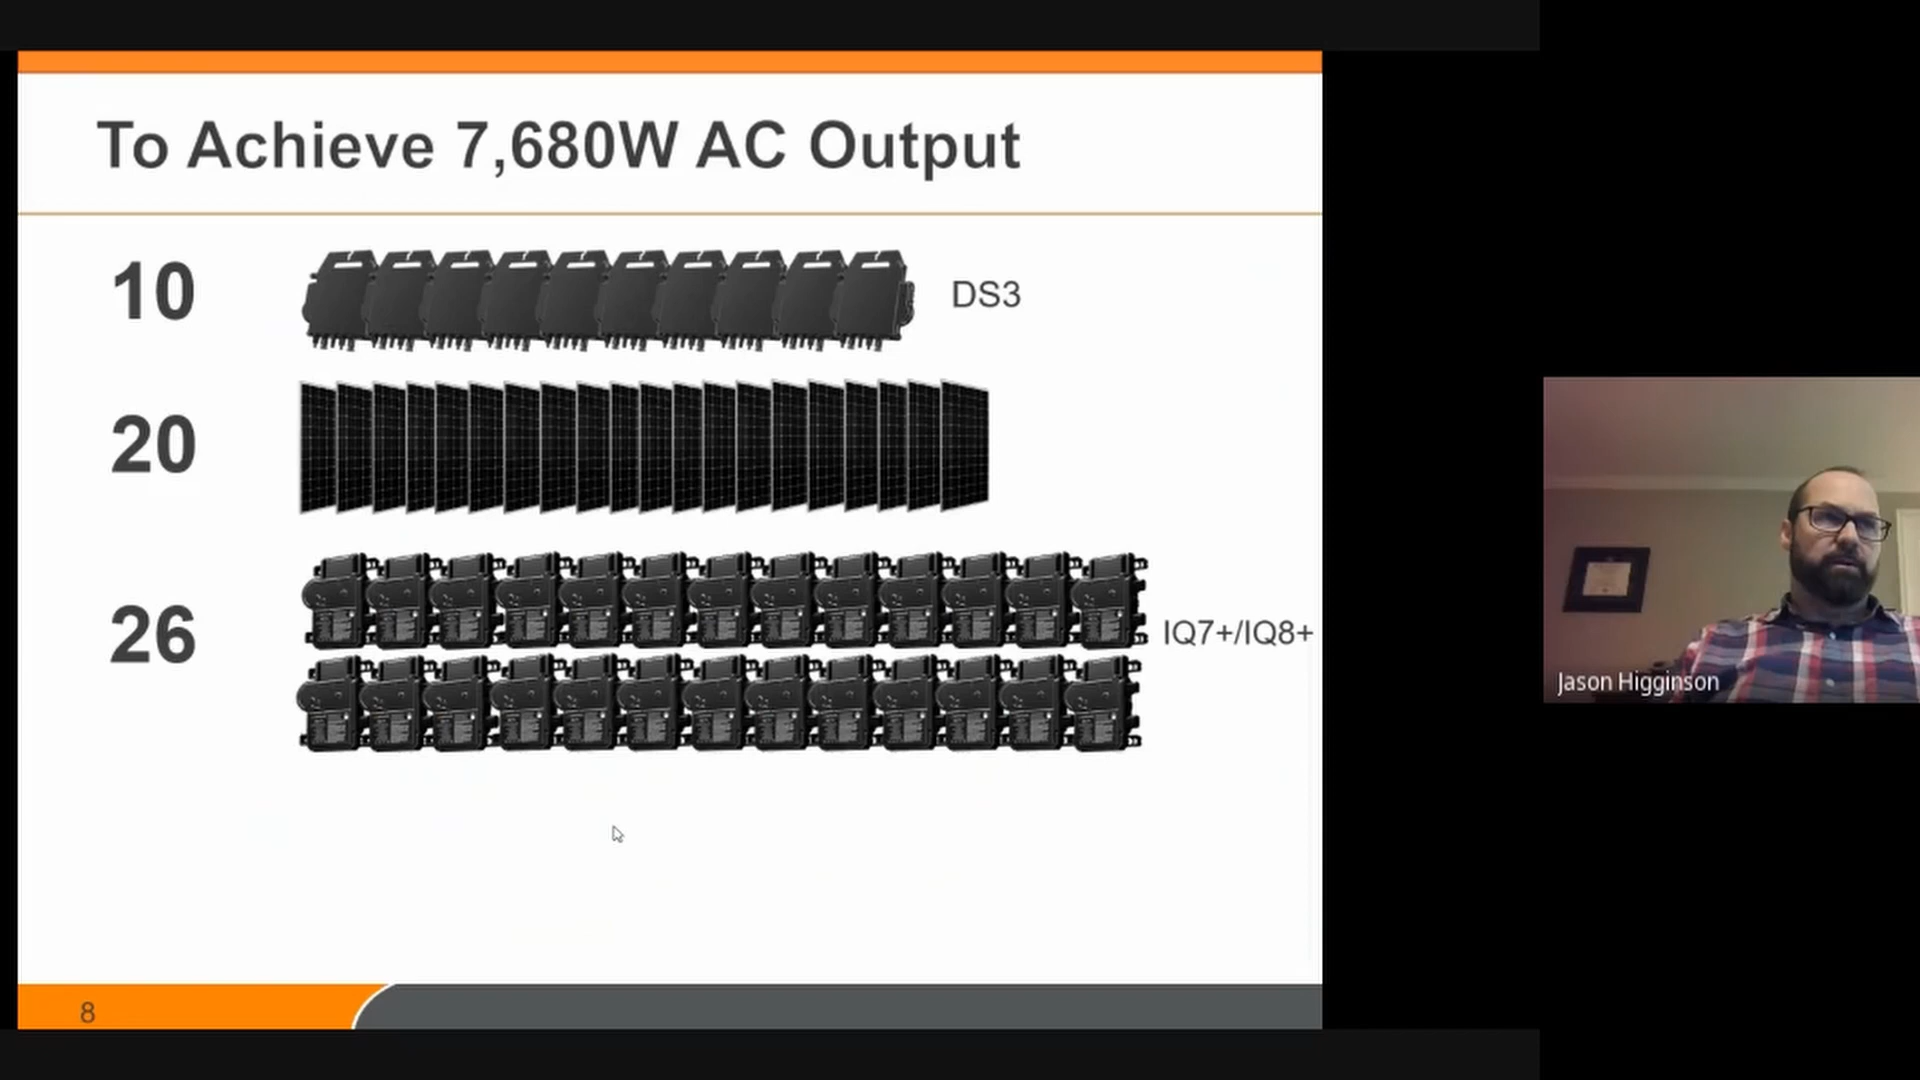 To Achieve 7,680W AC Output
10
DS3
20
26
IQ7+/IQ8+
Jason Higginson
8